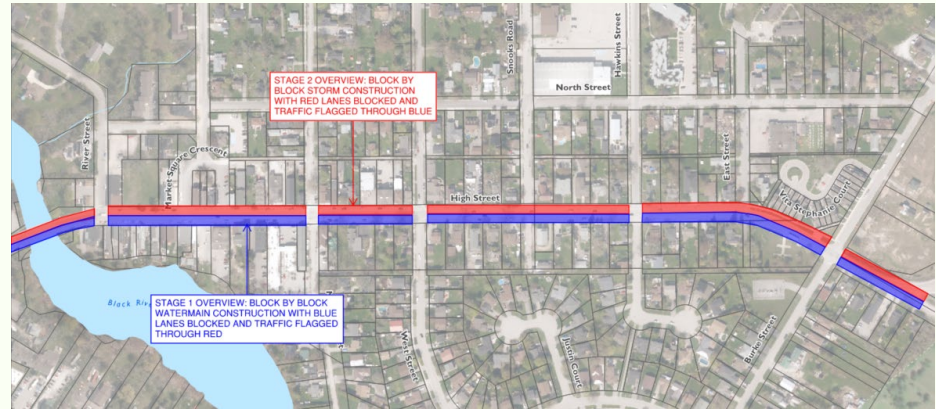 Snooks Road
Hawkins Street
STAGE 2 OVERVIEW: BLOCK BY
BLOCK STORM CONSTRUCTION
WITH RED LANES BLOCKED AND
TRAFFIC FLAGGED THROUGH BLUE
North Street
River Street
Market Square Crescent
East Street
High Street
Stephanie Court
Black River
STAGE 1 OVERVIEW: BLOCK BY BLOCK
WATERMAIN CONSTRUCTION WITH BLUE
LANES BLOCKED AND TRAFFIC FLAGGED
THROUGH RED
West Street
Justin Court
Burke Street